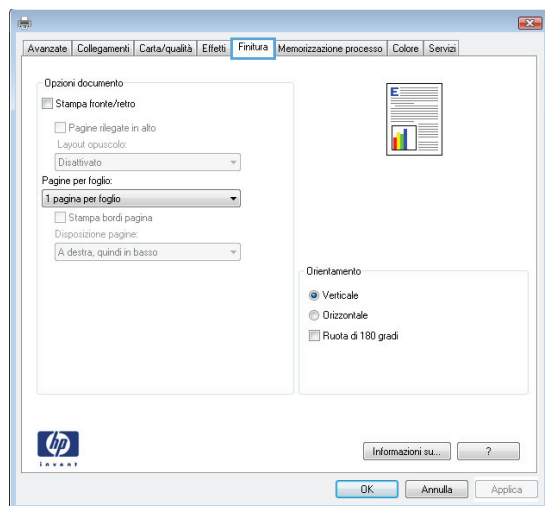 Avanzate Collegamenti Carta/qualità Effetti Finitura Memorizzazione processo Colore Servizi
Opzioni documento
Stampa fronte/retro
Pagine rilegate in alto
Layout opuscolo:
Disattivato
Pagine per foglio:
1 pagina per foglio
Stampa bordi pagina
Disposizione pagine:
A destra, quindi in basso
E
Orientamento
Verticale
Orizzontale
Ruota di 180 gradi
hp
invent
Informazioni su... ?
OK Annulla Applica